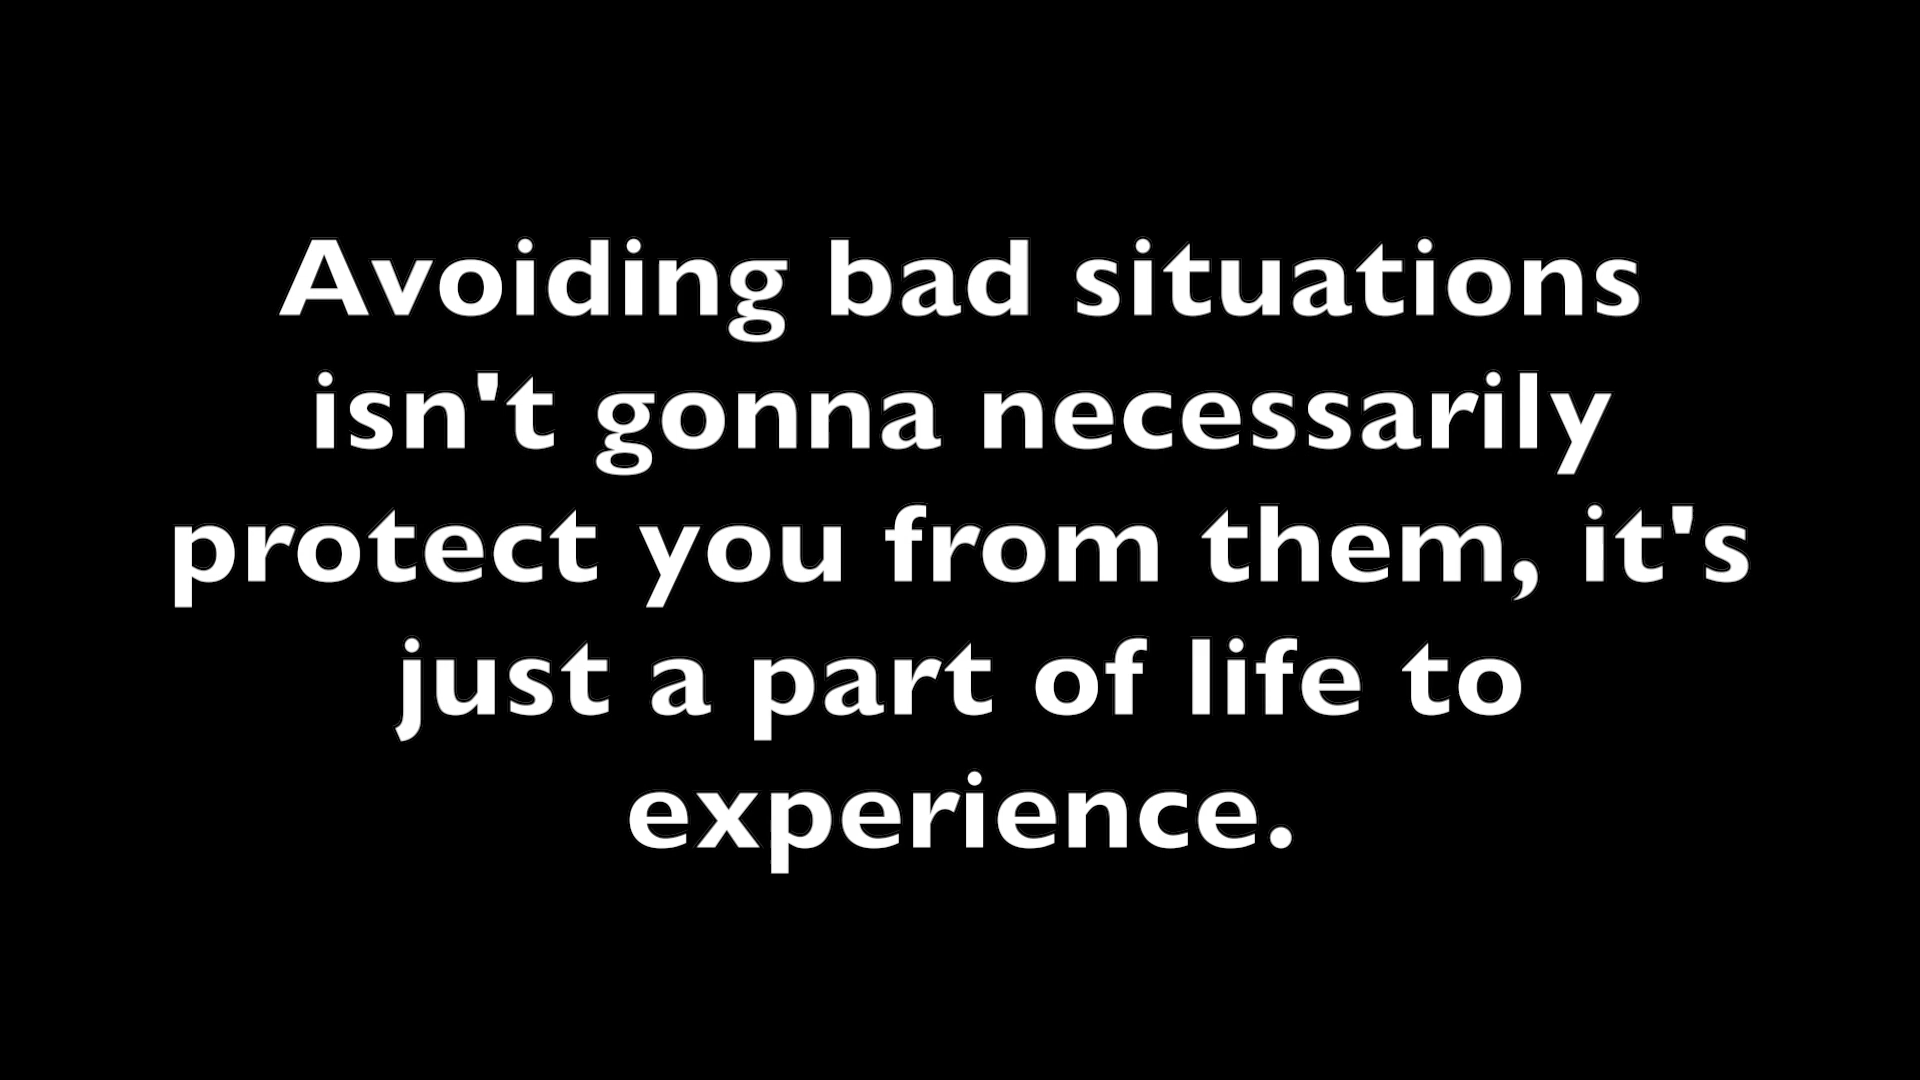 Avoiding bad situations
isn't gonna necessarily
protect you from them, it's
just a part of life to
experience.